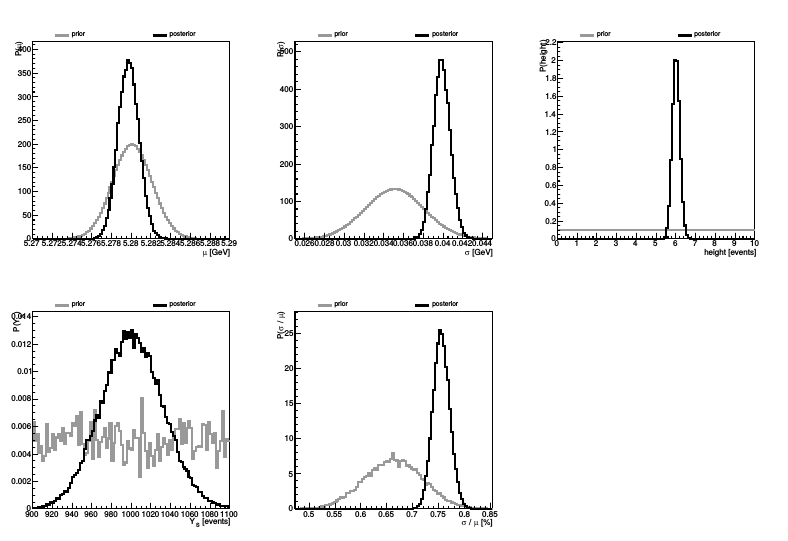 prior posterior
P(μ)
400
350
300
250
200
150
100
50
0
5.27 5.272 5.274 5.276 5.278 5.28 5.282 5.284 5.286 5.288 5.29
μ [GeV]
prior posterior
P(σ)
500
400
300
200
100
0
0.026 0.028 0.03 0.032 0.034 0.036 0.038 0.04 0.042 0.044
σ [GeV]
prior posterior
P(height)
2.2
2
1.8
1.6
1.4
1.2
1
0.8
0.6
0.4
0.2
0
0 1 2 3 4 5 6 7 8 9 10
height [events]
prior posterior
0.014
0.012
0.01
0.008
0.006
0.004
0.002
0
900 920 940 960 980 1000 1020 1040 1060 1080 1100
Y_S [events]
prior posterior
P(σ / μ)
25
20
15
10
5
0
0.5 0.55 0.6 0.65 0.7 0.75 0.8 0.85
σ / μ [%]